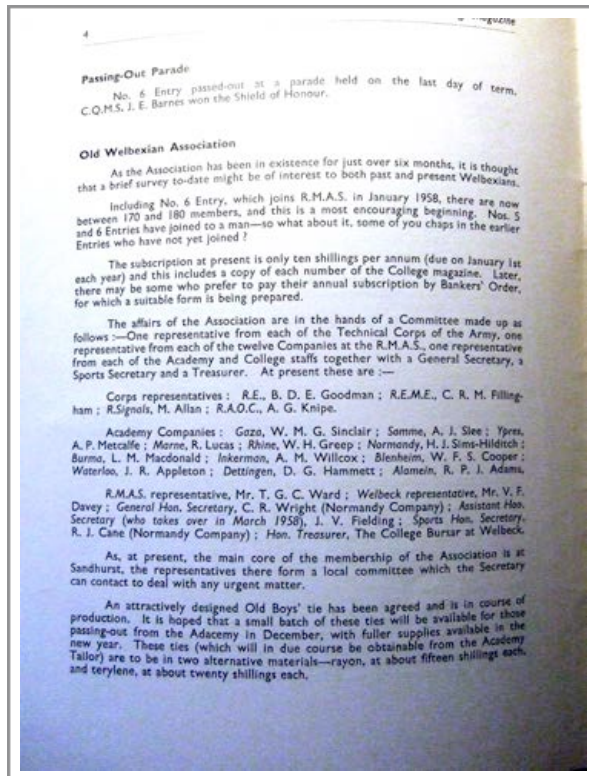 4
Magazine
Passing-Out Parade
No. 6 Entry passed-out at a parade held on the last day of term.
C.Q.M.S. J. E. Barnes won the Shield of Honour.
Old Welbexian Association
As the Association has been in existence for just over six months, it is thought
that a brief survey to-date might be of interest to both past and present Welbexians.
Including No. 6 Entry, which joins R.M.A.S. in January 1958, there are now
between 170 and 180 members, and this is a most encouraging beginning. Nos. 5
and 6 Entries have joined to a man—so what about it, some of you chaps in the earlier
Entries who have not yet joined ?
The subscription at present is only ten shillings per annum (due on January 1st
each year) and this includes a copy of each number of the College magazine. Later,
there may be some who prefer to pay their annual subscription by Bankers' Order,
for which a suitable form is being prepared.
The affairs of the Association are in the hands of a Committee made up as
follows :—One representative from each of the Technical Corps of the Army, one
representative from each of the twelve Companies at the R.M.A.S., one representative
from each of the Academy and College staffs together with a General Secretary, a
Sports Secretary and a Treasurer. At present these are :—
Corps representatives : R.E., B. D. E. Goodman ; R.E.M.E., C. R. M. Filling-
ham ; R.Signals, M. Allan ; R.A.O.C., A. G. Knipe.
Academy Companies : Gaza, W. M. G. Sinclair ; Somme, A. J. Slee ; Ypres,
A. P. Metcalfe ; Marne, R. Lucas ; Rhine, W. H. Greep ; Normandy, H. J. Sims-Hilditch ;
Burma, L. M. Macdonald ; Inkerman, A. M. Willcox ; Blenheim, W. F. S. Cooper ;
Waterloo, J. R. Appleton ; Dettingen, D. G. Hammett ; Alamein, R. P. J. Adams.
R.M.A.S. representative, Mr. T. G. C. Ward ; Welbeck representative, Mr. V. F.
Davey ; General Hon. Secretary, C. R. Wright (Normandy Company) ; Assistant Hon.
Secretary (who takes over in March 1958), J. V. Fielding ; Sports Hon. Secretary,
R. J. Cane (Normandy Company) ; Hon. Treasurer, The College Bursar at Welbeck.
As, at present, the main core of the membership of the Association is at
Sandhurst, the representatives there form a local committee which the Secretary
can contact to deal with any urgent matter.
An attractively designed Old Boys' tie has been agreed and is in course of
production. It is hoped that a small batch of these ties will be available for those
passing-out from the Adacemy in December, with fuller supplies available in the
new year. These ties (which will in due course be obtainable from the Academy
Tailor) are to be in two alternative materials—rayon, at about fifteen shillings each,
and terylene, at about twenty shillings each.